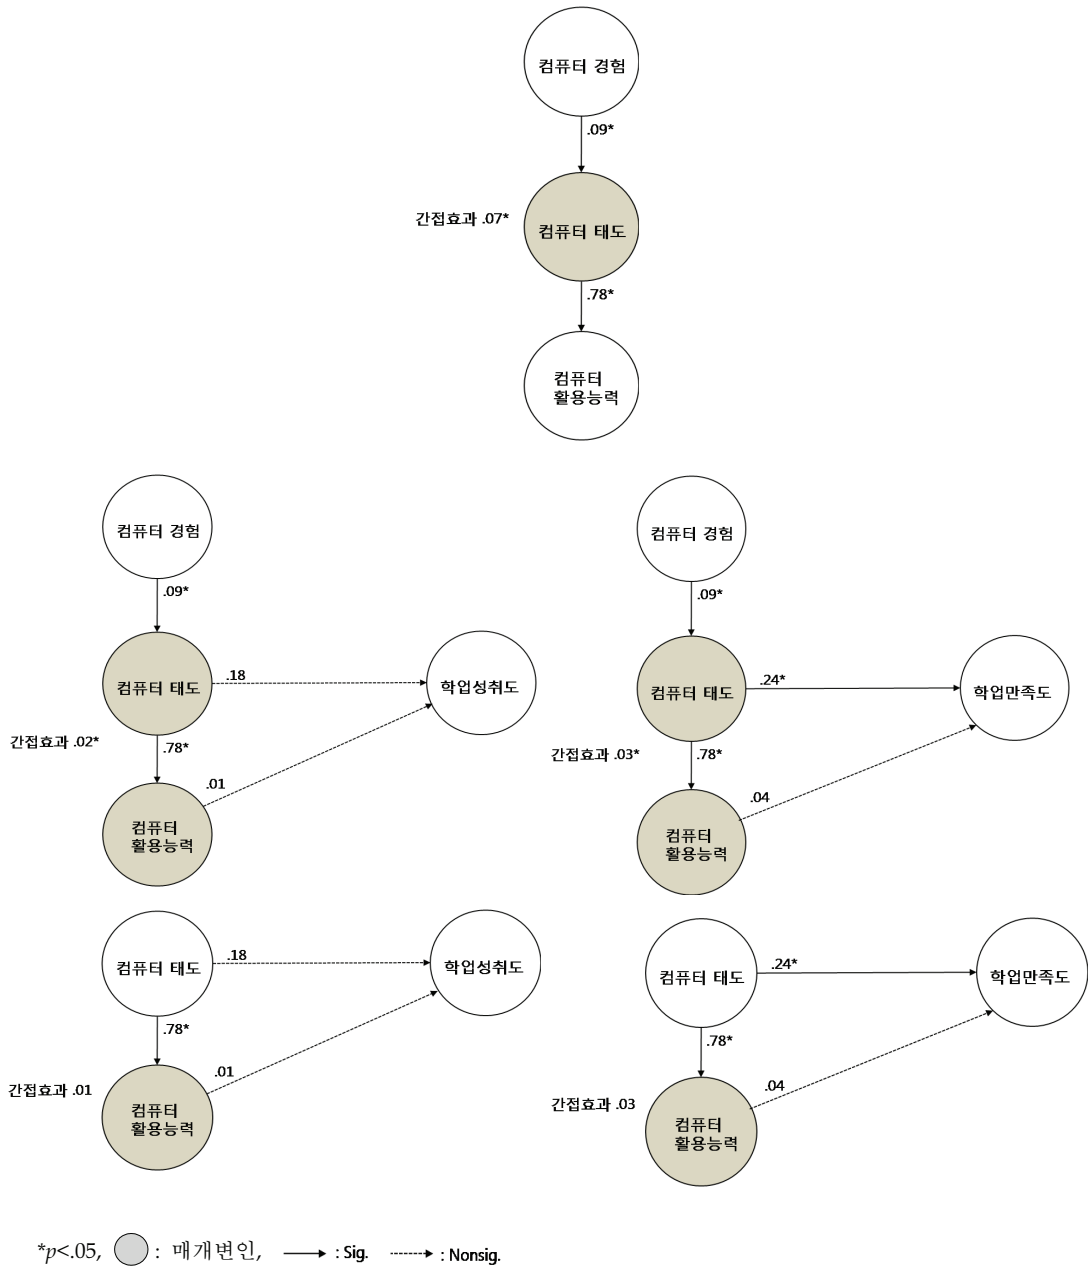 컴퓨터 경험
.09*
간접효과 .07*
컴퓨터 태도
.78*
컴퓨터
활용능력
컴퓨터 경험
.09*
컴퓨터 태도
.18
학업성취도
간접효과 .02*
.78*
.01
컴퓨터
활용능력
컴퓨터 경험
.09*
컴퓨터 태도
.24*
학업만족도
간접효과 .03*
.78*
.04
컴퓨터
활용능력
컴퓨터 태도
.18
학업성취도
.78*
간접효과 .01
.01
컴퓨터
활용능력
컴퓨터 태도
.24*
학업만족도
.78*
간접효과 .03
.04
컴퓨터
활용능력
*p<.05, : 매개변인, : Sig. : Nonsig.